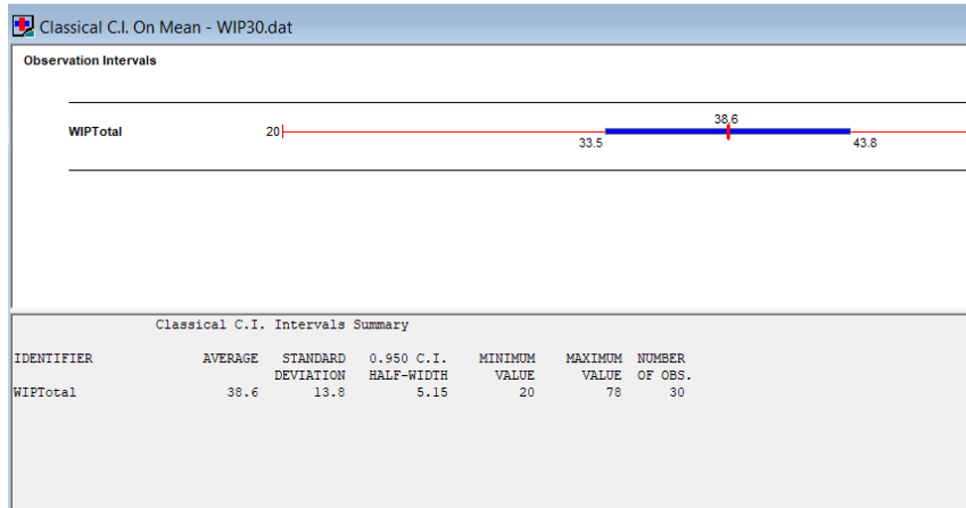 Classical C.I. On Mean - WIP30.dat
Observation Intervals
38.6
WIPTotal 20
33.5 43.8
Classical C.I. Intervals Summary
IDENTIFIER AVERAGE STANDARD 0.950 C.I. MINIMUM MAXIMUM NUMBER
DEVIATION HALF-WIDTH VALUE VALUE OF OBS.
WIPTotal 38.6 13.8 5.15 20 78 30